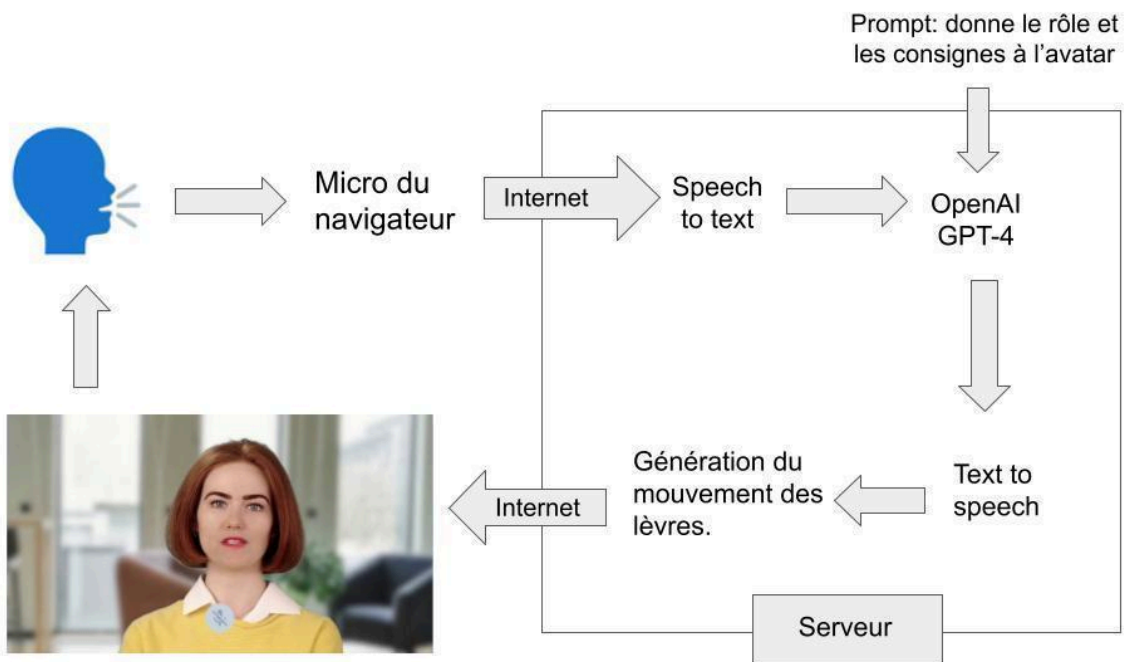 Prompt: donne le rôle et
les consignes à l’avatar
Micro du
navigateur
Internet
Speech
to text
OpenAI
GPT-4
Text to
speech
Génération du
mouvement des
lèvres.
Internet
Serveur